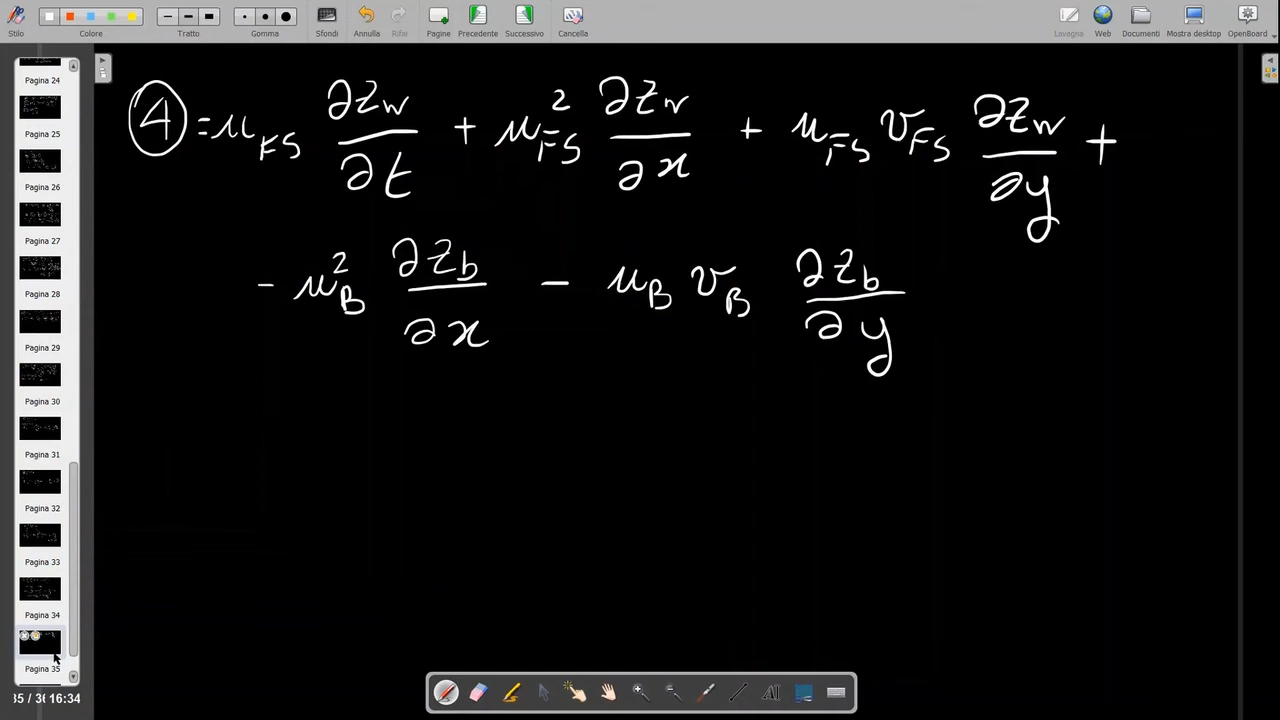 Stilo Colore Tratto Gomma Sfondi Annulla Rifai Pagine Precedente Successivo Cancella Lavagna Web Documenti Mostra desktop OpenBoard
Pagina 24
Pagina 25
Pagina 26
Pagina 27
Pagina 28
Pagina 29
Pagina 30
Pagina 31
Pagina 32
Pagina 33
Pagina 34
Pagina 35
35 / 36 16:34
④ = u_FS ∂z_w/∂t + u²_FS ∂z_w/∂x + u_FS v_FS ∂z_w/∂y +
- u²_B ∂z_b/∂x - u_B v_B ∂z_b/∂y